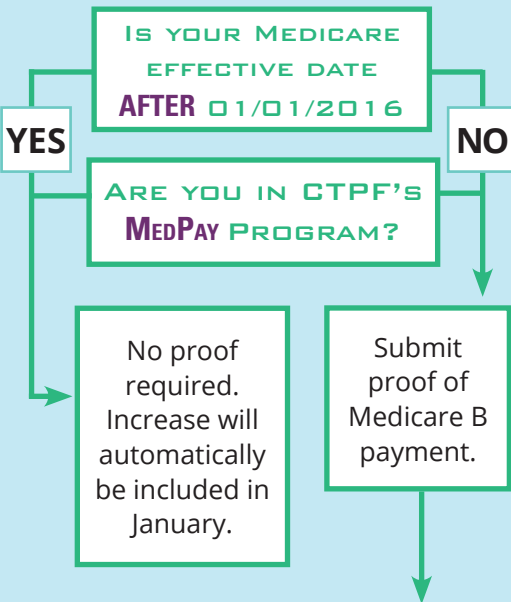 Is your Medicare
effective date
AFTER 01/01/2016
YES
NO
Are you in CTPF's
MedPay Program?
No proof
required.
Increase will
automatically
be included in
January.
Submit
proof of
Medicare B
payment.